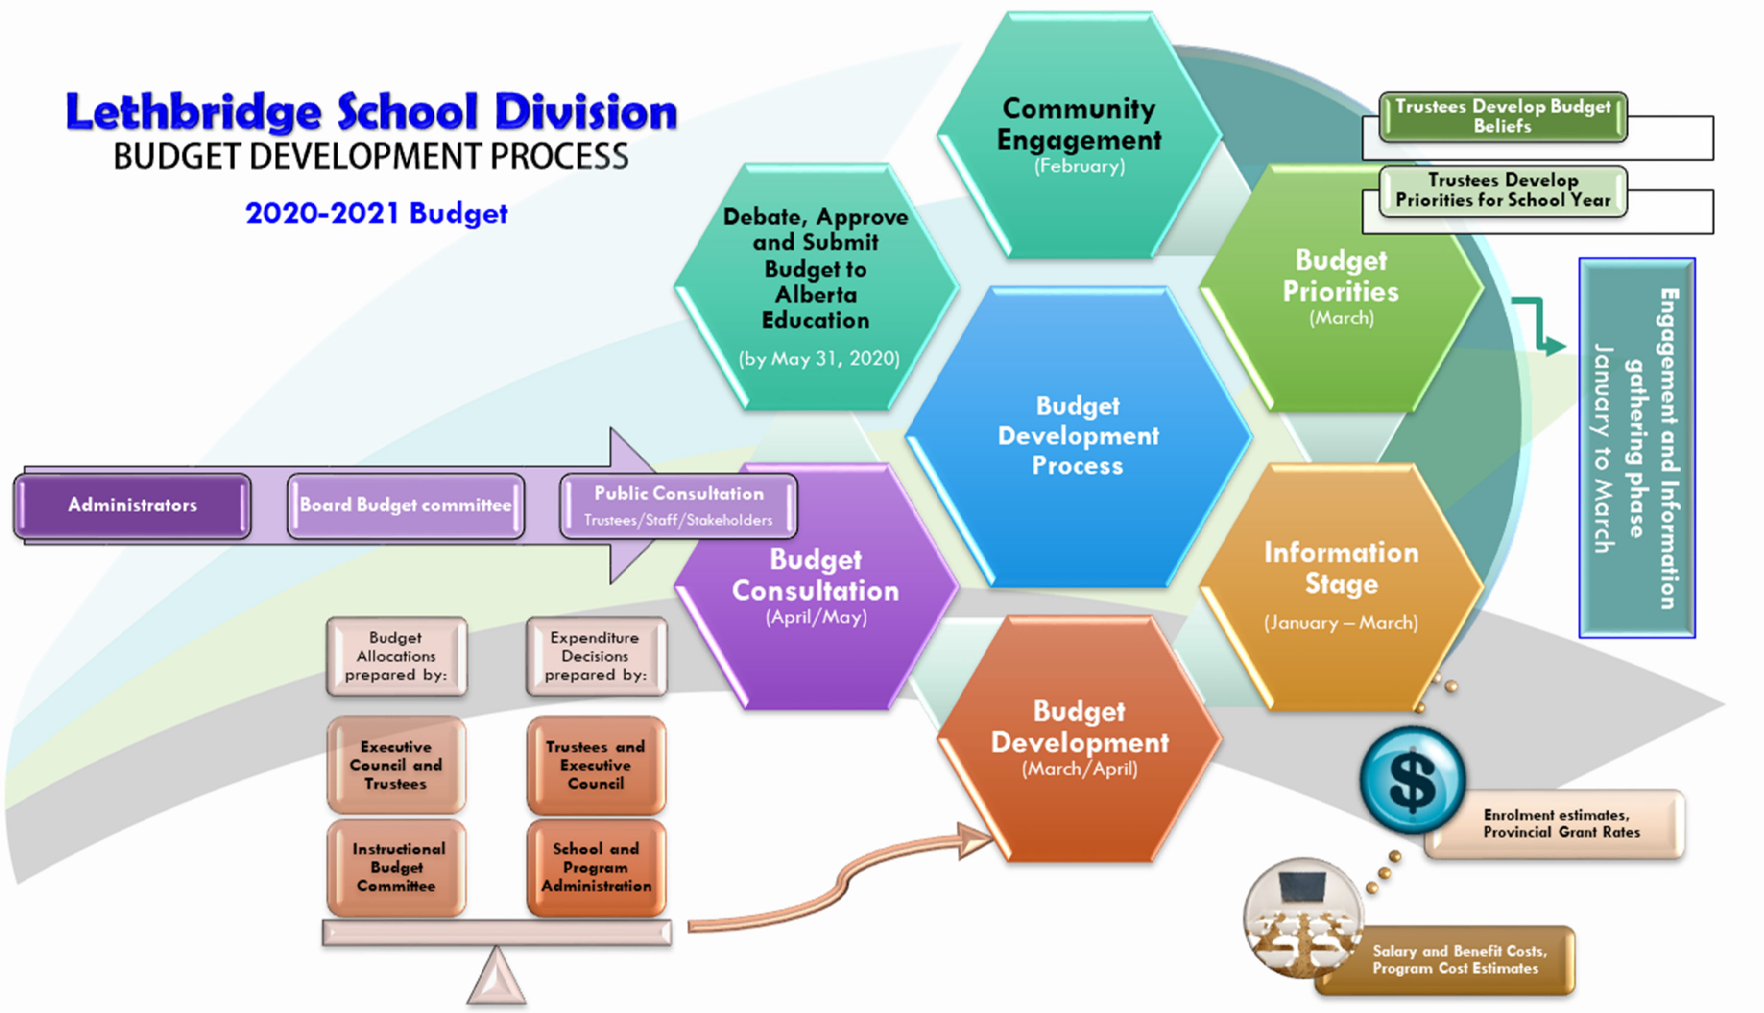 Lethbridge School Division
BUDGET DEVELOPMENT PROCESS
2020-2021 Budget
Community
Engagement
(February)
Trustees Develop Budget
Beliefs
Trustees Develop
Priorities for School Year
Budget
Priorities
(March)
Engagement and Information
gathering phase
January to March
Debate, Approve
and Submit
Budget to
Alberta
Education
(by May 31, 2020)
Budget
Development
Process
Administrators
Board Budget committee
Public Consultation
Trustees/Staff/Stakeholders
Budget
Consultation
(April/May)
Information
Stage
(January – March)
Budget
Development
(March/April)
Budget
Allocations
prepared by:
Expenditure
Decisions
prepared by:
Executive
Council and
Trustees
Trustees and
Executive
Council
Instructional
Budget
Committee
School and
Program
Administration
$
Enrolment estimates,
Provincial Grant Rates
Salary and Benefit Costs,
Program Cost Estimates